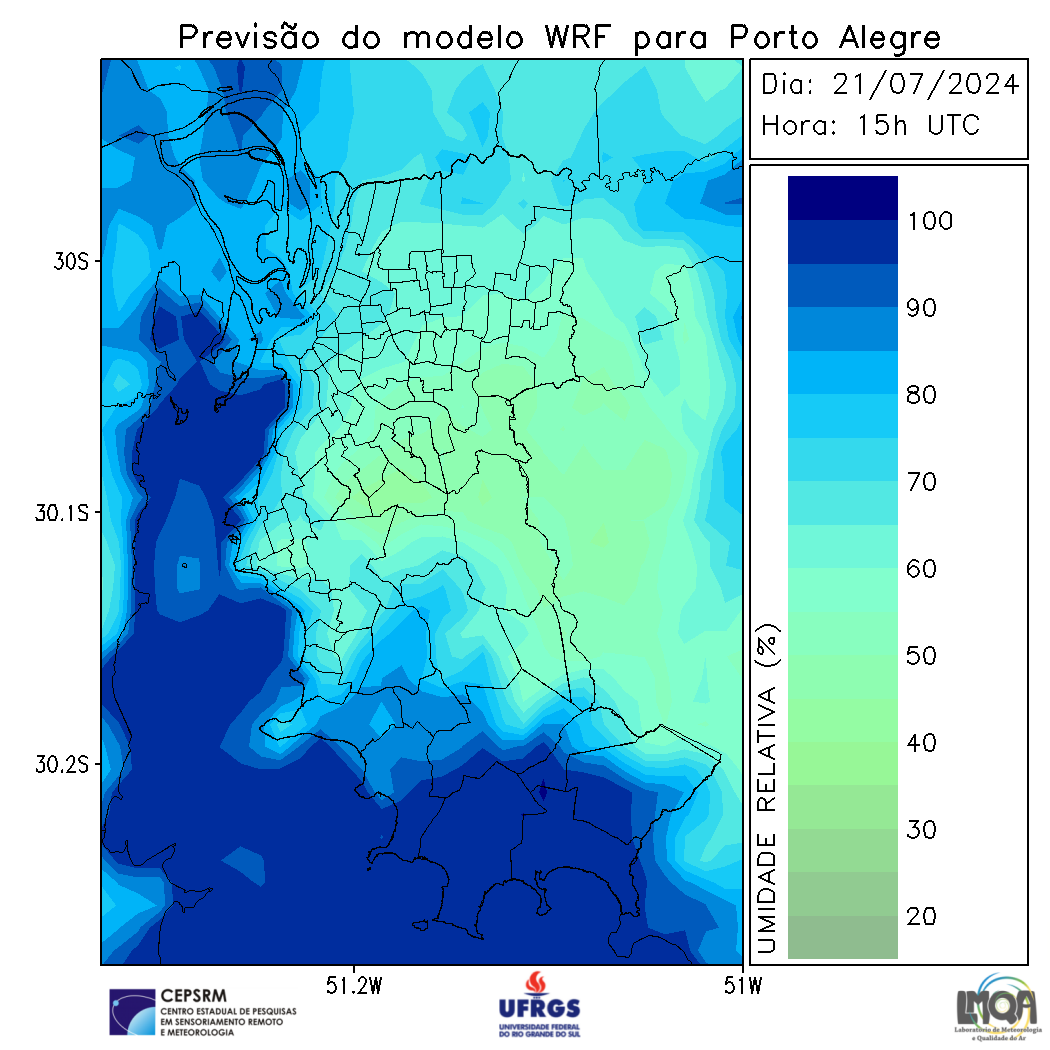 Previsão do modelo WRF para Porto Alegre
Dia: 21/07/2024
Hora: 15h UTC
30S
30.1S
30.2S
51.2W
51W
UMIDADE RELATIVA (%)
100
90
80
70
60
50
40
30
20
CEPSRM
CENTRO ESTADUAL DE PESQUISAS
EM SENSORIAMENTO REMOTO
E METEOROLOGIA
UFRGS
UNIVERSIDADE FEDERAL
DO RIO GRANDE DO SUL
LMQA
Laboratório de Meteorologia
e Qualidade do Ar